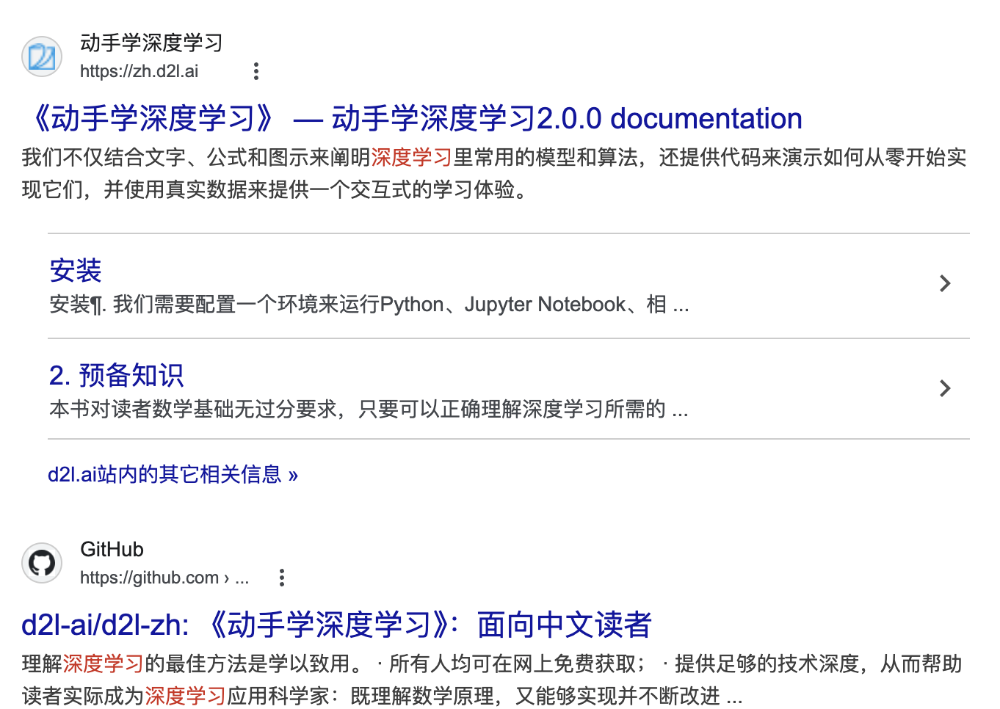 动手学深度学习
https://zh.d2l.ai
《动手学深度学习》 — 动手学深度学习2.0.0 documentation
我们不仅结合文字、公式和图示来阐明深度学习里常用的模型和算法，还提供代码来演示如何从零开始实
现它们，并使用真实数据来提供一个交互式的学习体验。
安装
安装¶. 我们需要配置一个环境来运行Python、Jupyter Notebook、相 ...
2. 预备知识
本书对读者数学基础无过分要求，只要可以正确理解深度学习所需的 ...
d2l.ai站内的其它相关信息 »
GitHub
https://github.com › ...
d2l-ai/d2l-zh: 《动手学深度学习》：面向中文读者
理解深度学习的最佳方法是学以致用。 · 所有人均可在网上免费获取； · 提供足够的技术深度，从而帮助
读者实际成为深度学习应用科学家：既理解数学原理，又能够实现并不断改进 ...